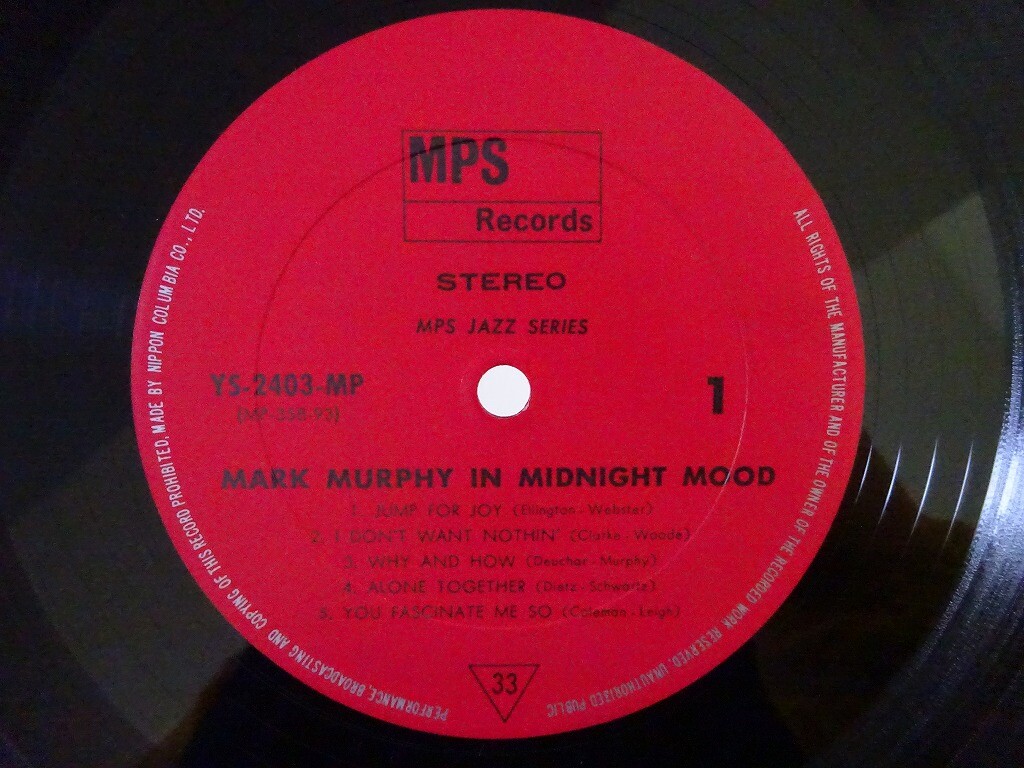 MPS
Records
STEREO
MPS JAZZ SERIES
YS-2403-MP
(MP-358-93)
1
MARK MURPHY IN MIDNIGHT MOOD
1. JUMP FOR JOY (Ellington - Webster)
2. I DON'T WANT NOTHIN' (Clarke - Woode)
3. WHY AND HOW (Deuchar - Murphy)
4. ALONE TOGETHER (Dietz - Schwartz)
5. YOU FASCINATE ME SO (Coleman - Leigh)
33
ALL RIGHTS OF THE MANUFACTURER AND OF THE OWNER OF THE RECORDED WORK RESERVED. UNAUTHORIZED PUBLIC PERFORMANCE, BROADCASTING AND COPYING OF THIS RECORD PROHIBITED, MADE BY NIPPON COLUMBIA CO., LTD.